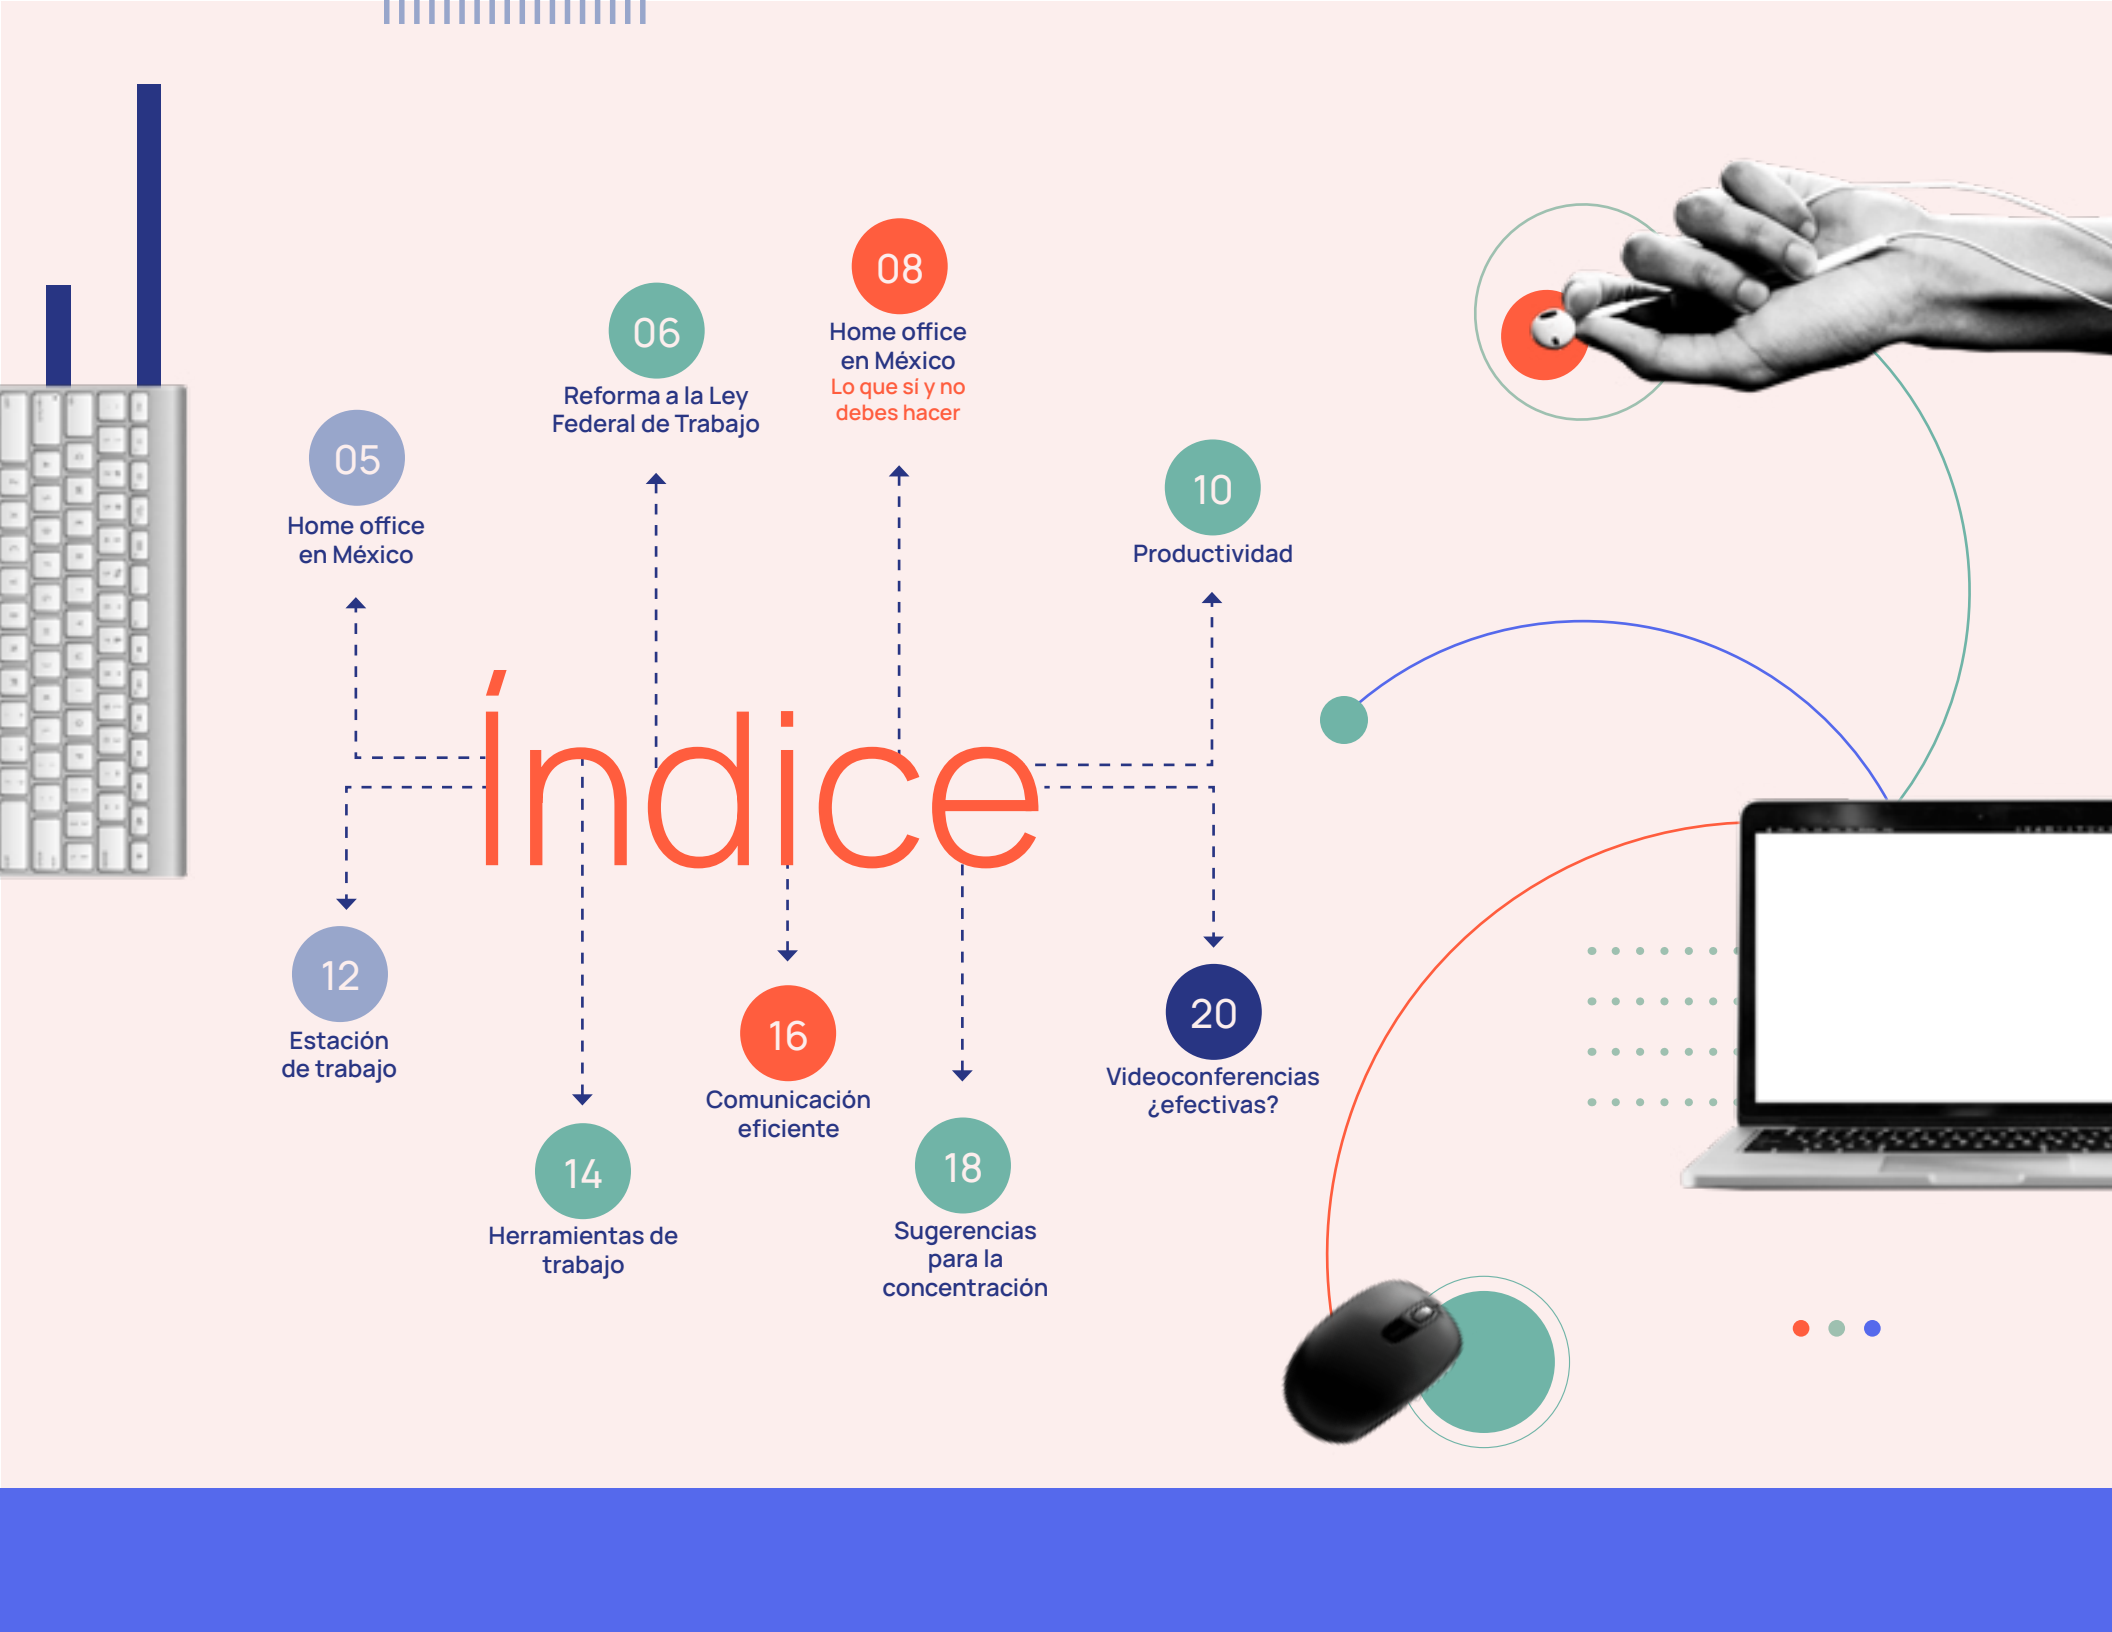 08
Home office
en México
Lo que sí y no
debes hacer
06
Reforma a la Ley
Federal de Trabajo
05
Home office
en México
10
Productividad
Índice
12
Estación
de trabajo
20
Videoconferencias
¿efectivas?
16
Comunicación
eficiente
14
Herramientas de
trabajo
18
Sugerencias
para la
concentración